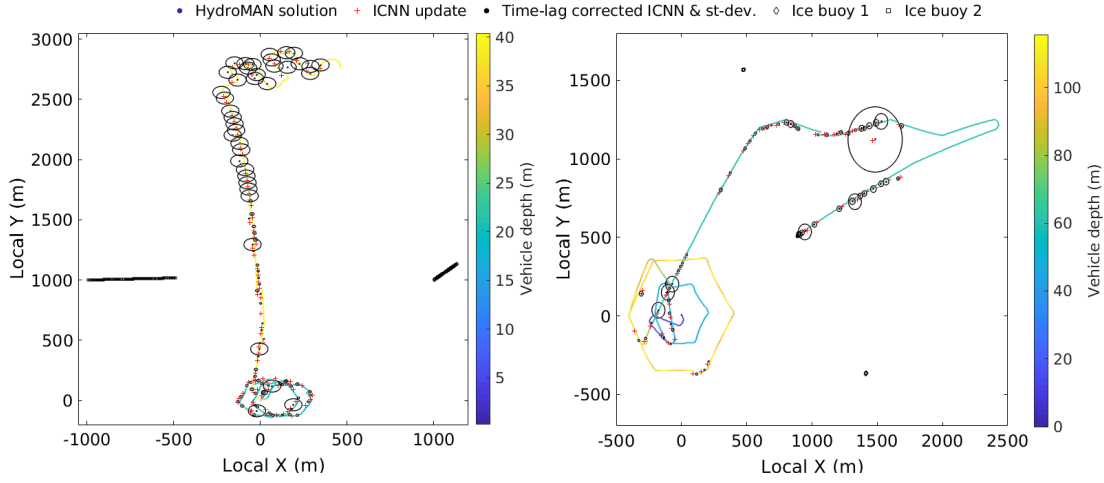 HydroMAN solution ICNN update Time-lag corrected ICNN & st-dev. Ice buoy 1 Ice buoy 2
3000
2500
2000
1500
1000
500
0
Local Y (m)
-1000 -500 0 500 1000
Local X (m)
40
35
30
25
20
15
10
5
Vehicle depth (m)
1500
1000
500
0
-500
Local Y (m)
-500 0 500 1000 1500 2000 2500
Local X (m)
100
80
60
40
20
0
Vehicle depth (m)